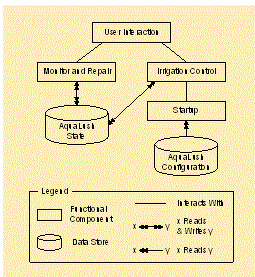 User Interaction
Monitor and Repair
Irrigation Control
Startup
AquaLush
State
AquaLush
Configuration
Legend
Functional
Component
Data Store
Interacts With
x
y
x Reads
& Writes y
x
y
x Reads y